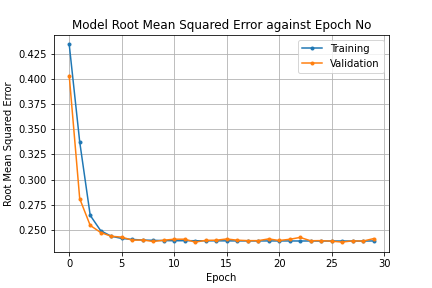 Model Root Mean Squared Error against Epoch No
Root Mean Squared Error
0.425
0.400
0.375
0.350
0.325
0.300
0.275
0.250
Training
Validation
0 5 10 15 20 25 30
Epoch